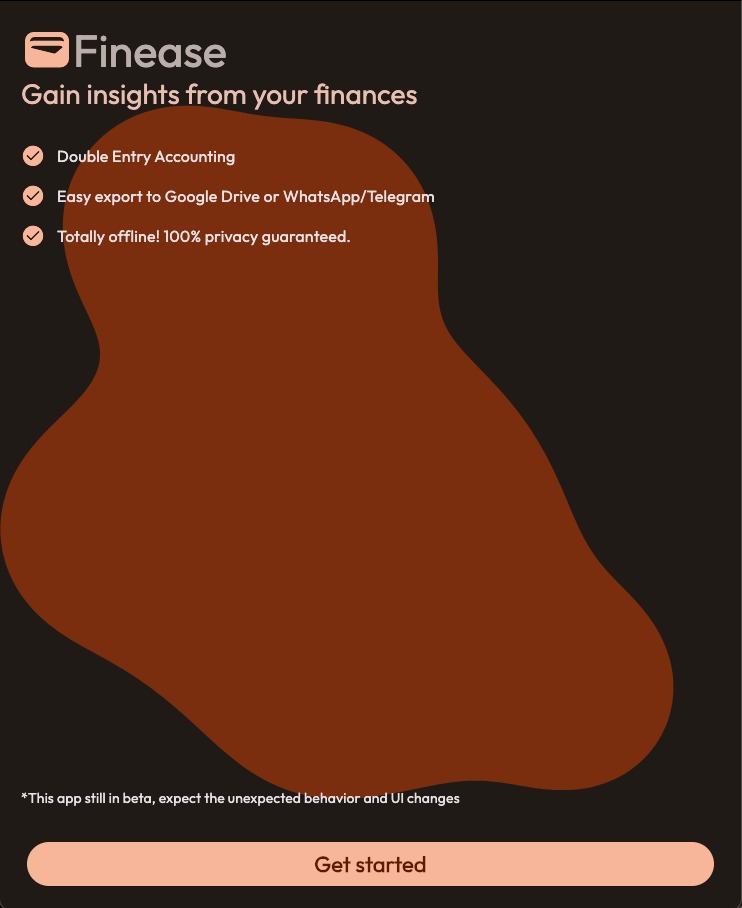 Finease
Gain insights from your finances
Double Entry Accounting
Easy export to Google Drive or WhatsApp/Telegram
Totally offline! 100% privacy guaranteed.
*This app still in beta, expect the unexpected behavior and UI changes
Get started